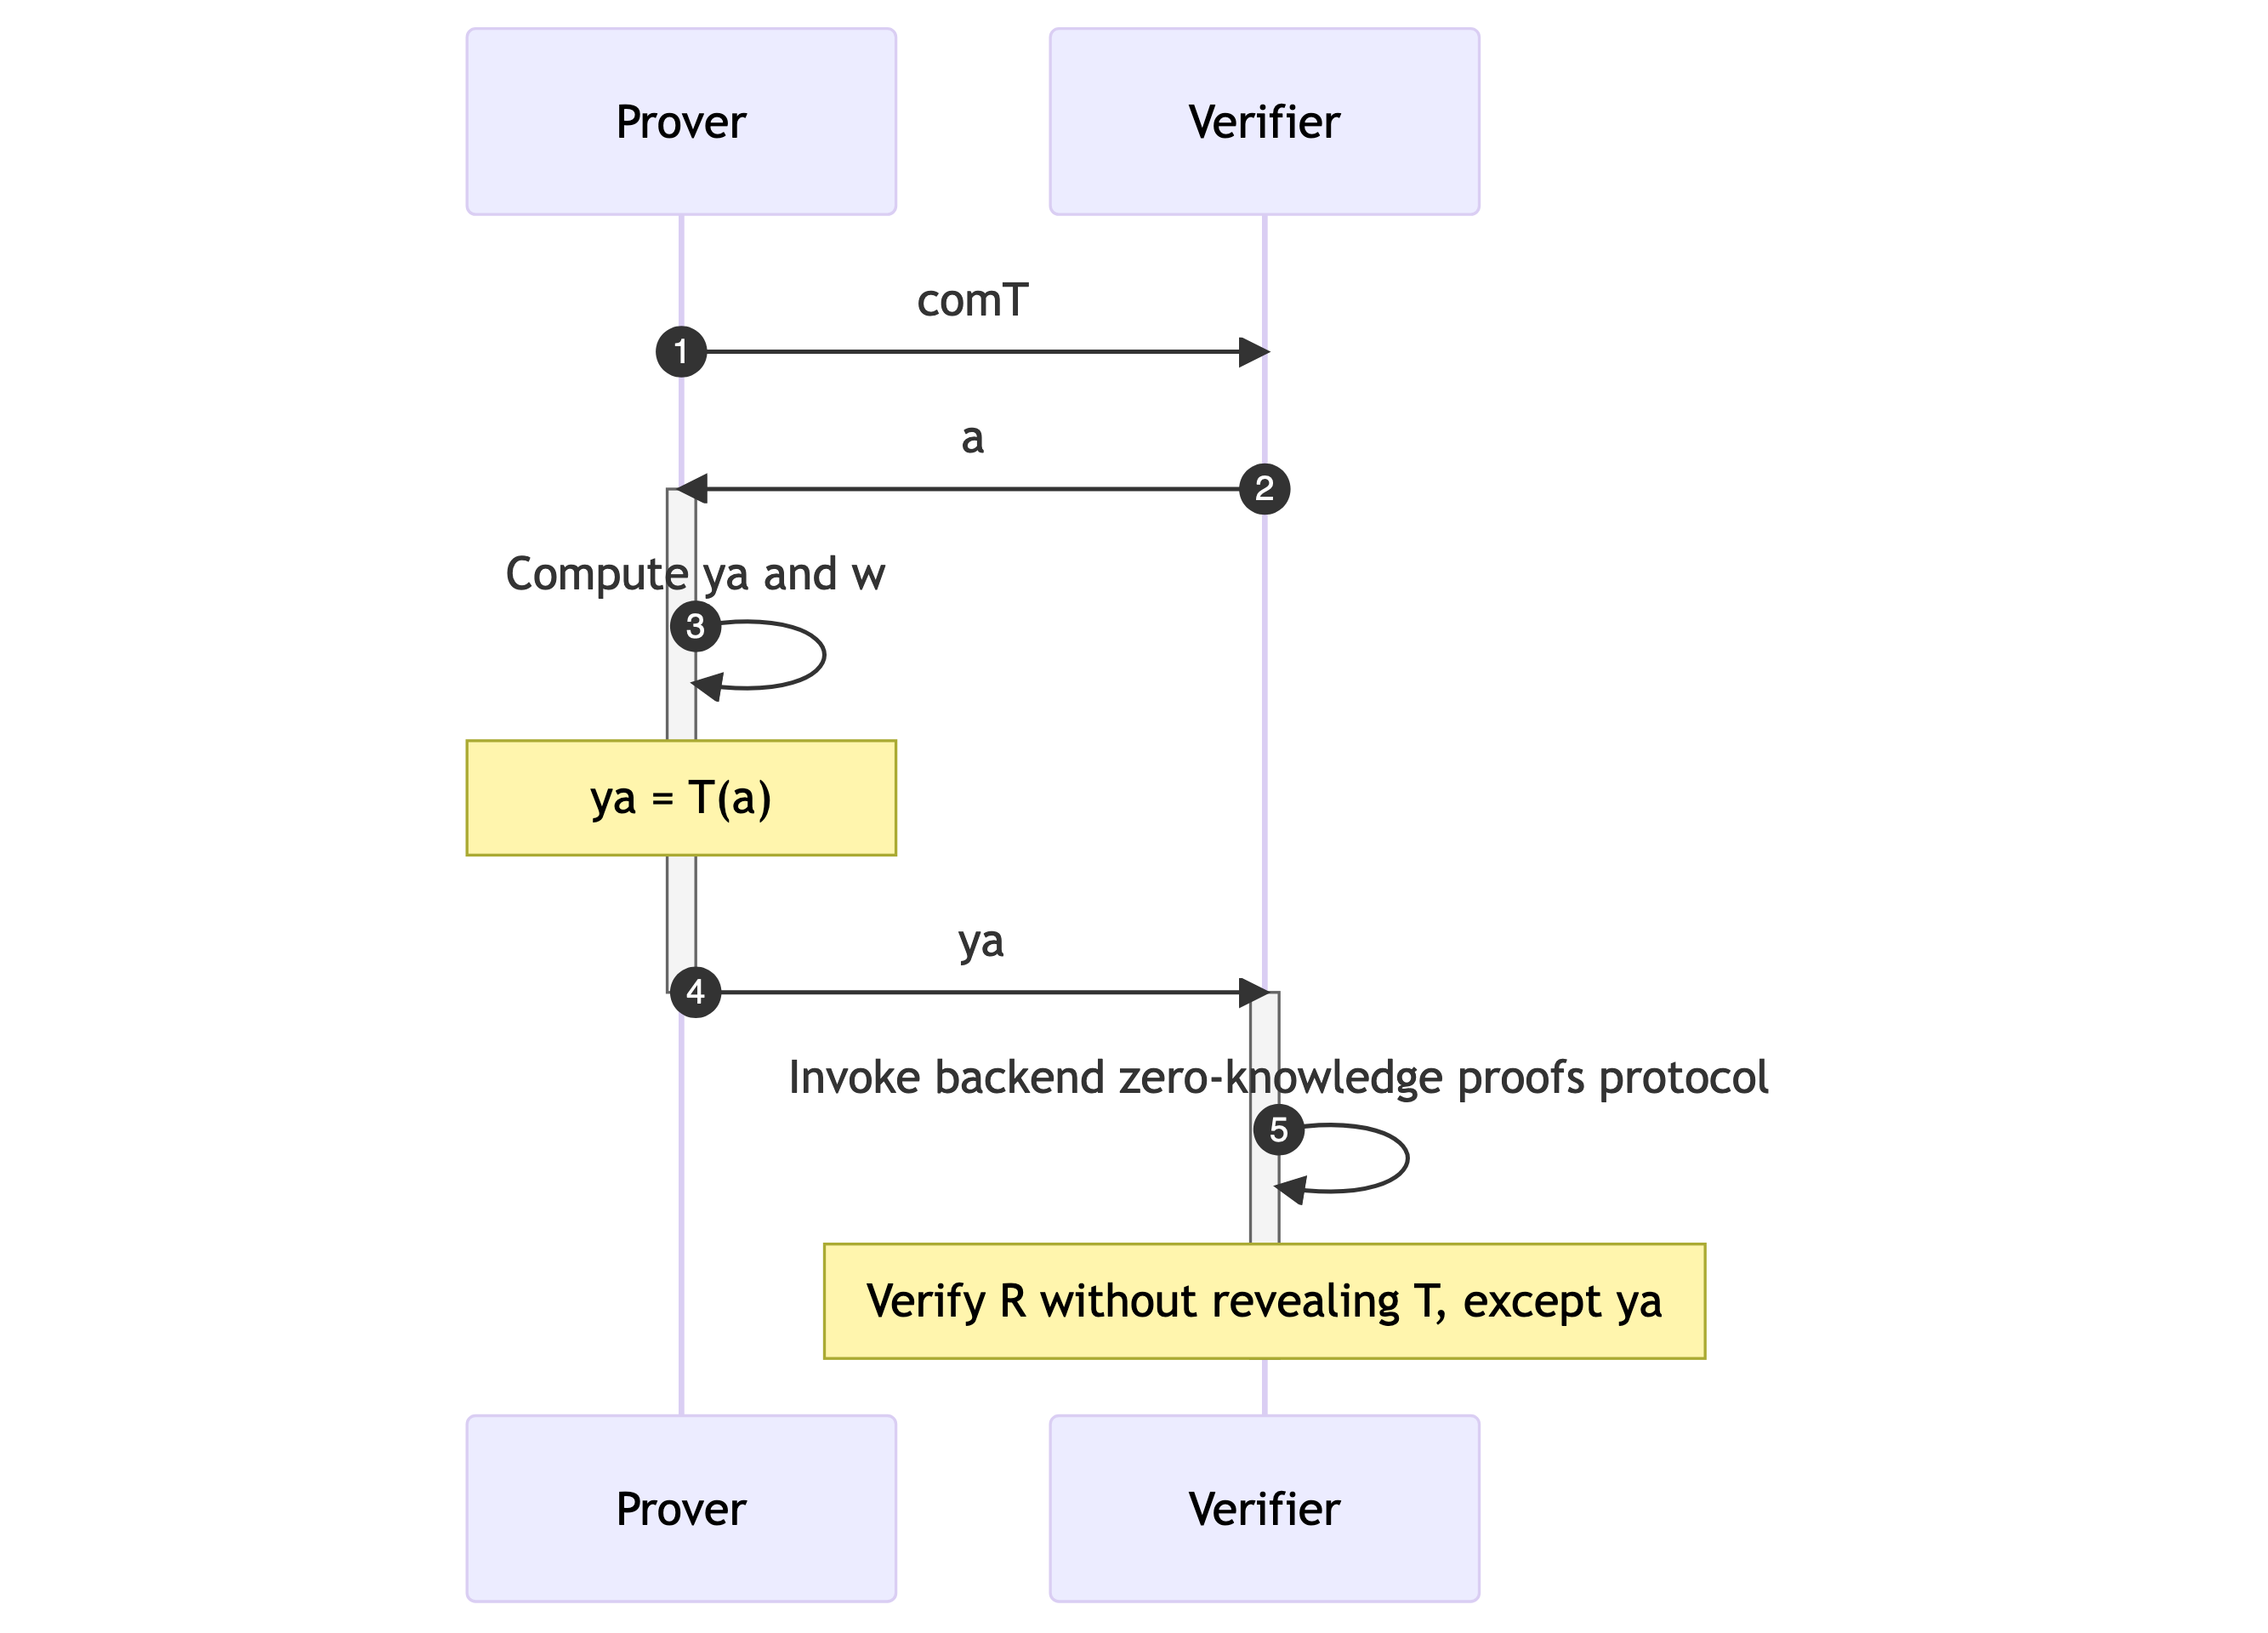 Prover
Verifier
comT
1
a
2
Compute ya and w
3
ya = T(a)
ya
4
Invoke backend zero-knowledge proofs protocol
5
Verify R without revealing T, except ya
Prover
Verifier